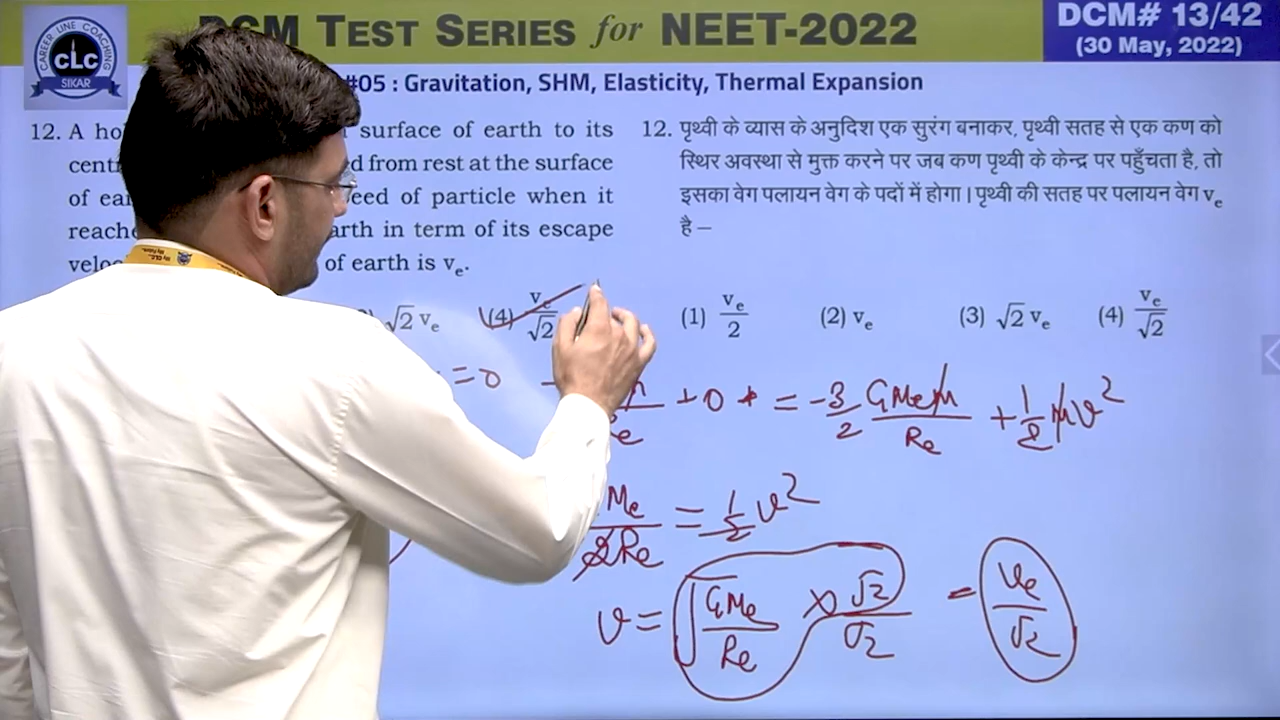 DCM TEST SERIES for NEET-2022
DCM# 13/42
(30 May, 2022)
CAREER LINE COACHING
CLC
SIKAR
#05 : Gravitation, SHM, Elasticity, Thermal Expansion
12. A ho surface of earth to its
cent d from rest at the surface
of ear eed of particle when it
reache arth in term of its escape
velo of earth is vₑ.
√2 vₑ (4) vₑ/√2
12. पृथ्वी के व्यास के अनुदिश एक सुरंग बनाकर, पृथ्वी सतह से एक कण को
स्थिर अवस्था से मुक्त करने पर जब कण पृथ्वी के केन्द्र पर पहुँचता है, तो
इसका वेग पलायन वेग के पदों में होगा। पृथ्वी की सतह पर पलायन वेग vₑ
है –
(1) vₑ/2 (2) vₑ (3) √2 vₑ (4) vₑ/√2
=0 - +0 = -3/2 GMem/Re + 1/2 mv²
Me/2Re = 1/2 v²
v = √GMe/Re × √2/√2 = ve/√2